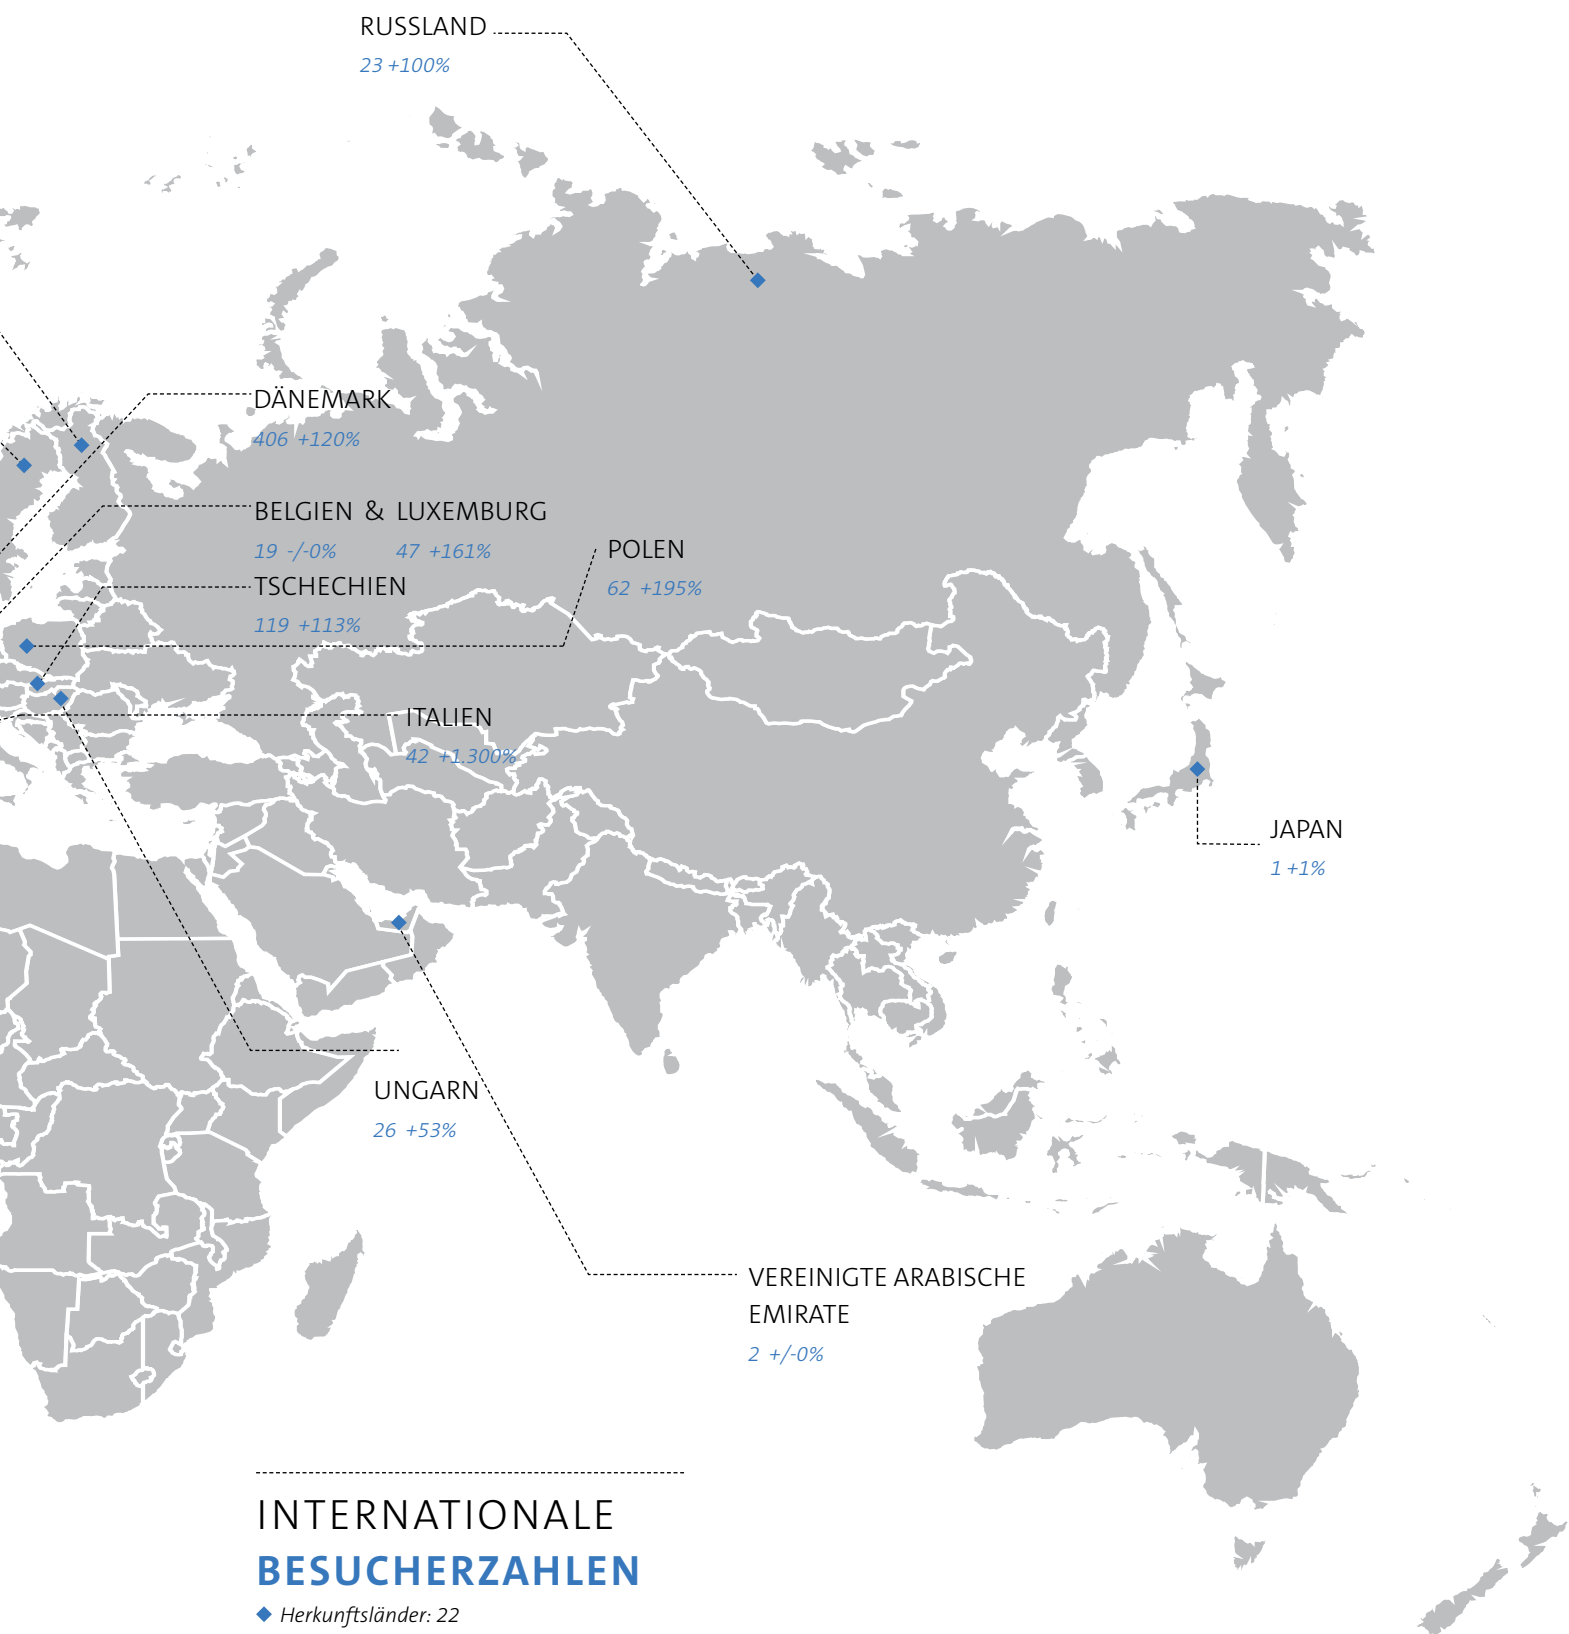 RUSSLAND
23 +100%
DÄNEMARK
406 +120%
BELGIEN & LUXEMBURG
19 -/-0% 47 +161%
POLEN
62 +195%
TSCHECHIEN
119 +113%
ITALIEN
42 +1.300%
JAPAN
1 +1%
UNGARN
26 +53%
VEREINIGTE ARABISCHE
EMIRATE
2 +/-0%
INTERNATIONALE
BESUCHERZAHLEN
Herkunftsländer: 22